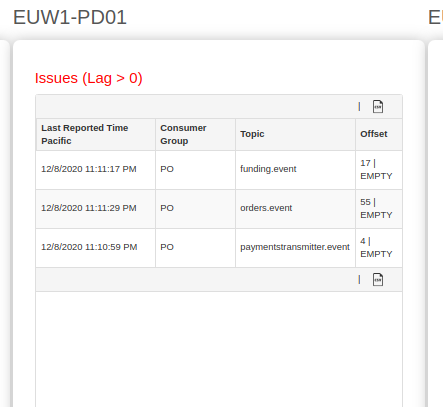 EUW1-PD01
Issues (Lag > 0)
|
Last Reported Time Pacific Consumer Group Topic Offset
12/8/2020 11:11:17 PM PO funding.event 17 | EMPTY
12/8/2020 11:11:29 PM PO orders.event 55 | EMPTY
12/8/2020 11:10:59 PM PO paymentstransmitter.event 4 | EMPTY
|